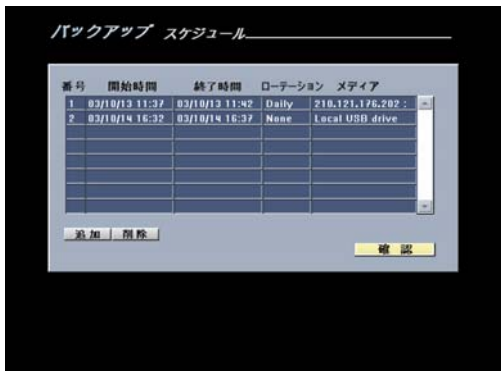 バックアップ スケジュール
番号 開始時間 終了時間 ローテーション メディア
1 03/10/13 11:37 03/10/13 11:42 Daily 210.121.176.202 :
2 03/10/14 16:32 03/10/14 16:37 None Local USB drive
追加 削除
確認